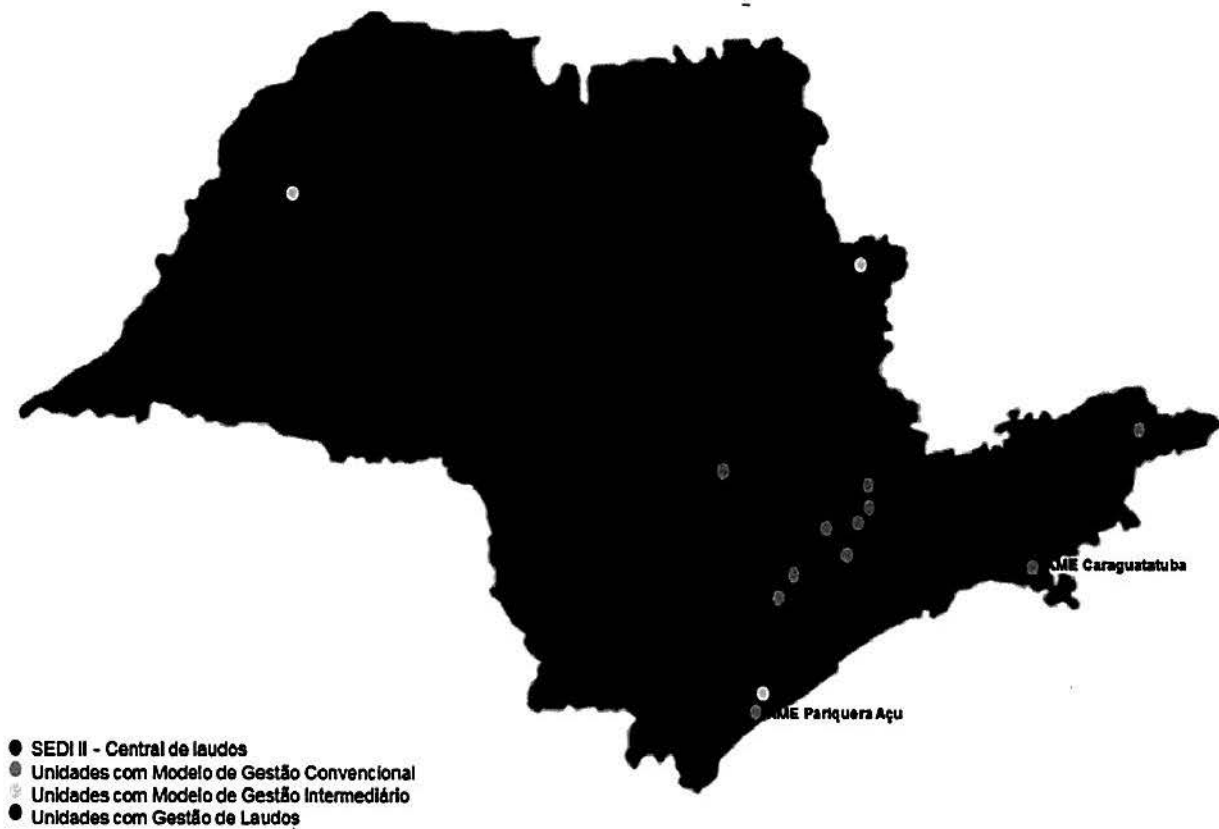 AME Caraguatatuba
AME Pariquera Açu
SEDI II - Central de laudos
Unidades com Modelo de Gestão Convencional
Unidades com Modelo de Gestão Intermediário
Unidades com Gestão de Laudos